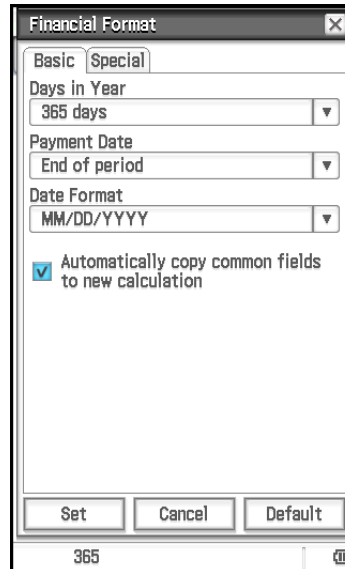 Financial Format
Basic Special
Days in Year
365 days
Payment Date
End of period
Date Format
MM/DD/YYYY
Automatically copy common fields
to new calculation
Set Cancel Default
365